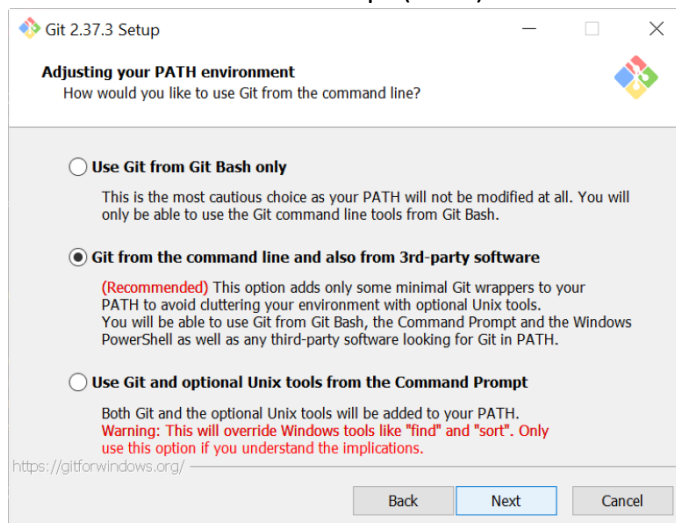 Git 2.37.3 Setup
Adjusting your PATH environment
How would you like to use Git from the command line?
Use Git from Git Bash only
This is the most cautious choice as your PATH will not be modified at all. You will
only be able to use the Git command line tools from Git Bash.
Git from the command line and also from 3rd-party software
(Recommended) This option adds only some minimal Git wrappers to your
PATH to avoid cluttering your environment with optional Unix tools.
You will be able to use Git from Git Bash, the Command Prompt and the Windows
PowerShell as well as any third-party software looking for Git in PATH.
Use Git and optional Unix tools from the Command Prompt
Both Git and the optional Unix tools will be added to your PATH.
Warning: This will override Windows tools like "find" and "sort". Only
use this option if you understand the implications.
https://gitforwindows.org/
Back Next Cancel